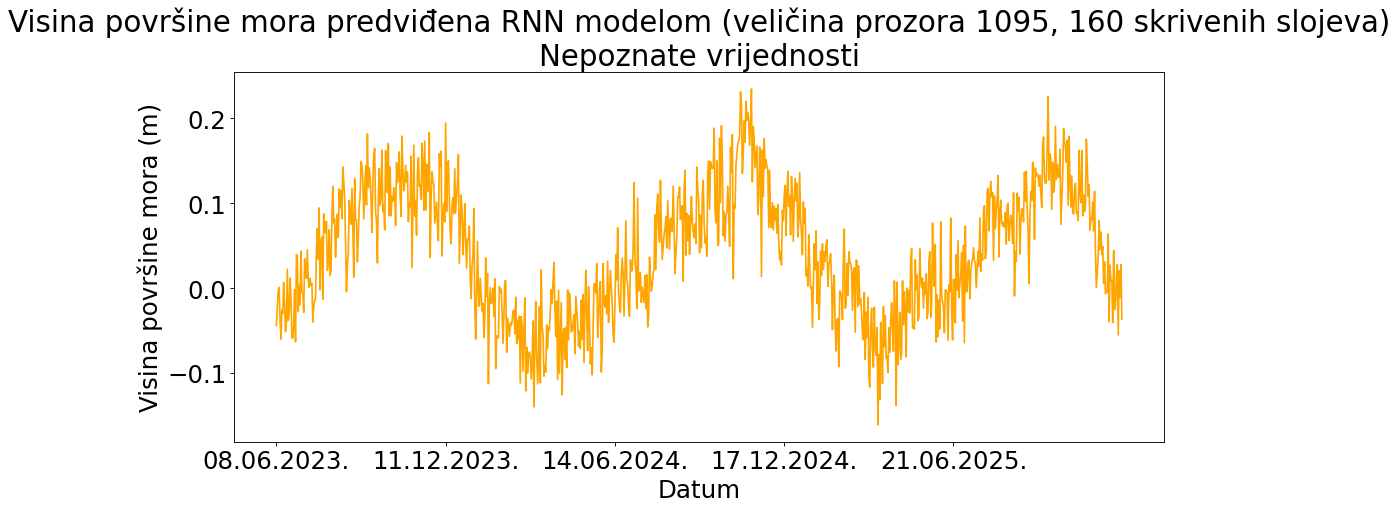 Visina površine mora predviđena RNN modelom (veličina prozora 1095, 160 skrivenih slojeva)
Nepoznate vrijednosti
Visina površine mora (m)
0.2
0.1
0.0
−0.1
08.06.2023. 11.12.2023. 14.06.2024. 17.12.2024. 21.06.2025.
Datum